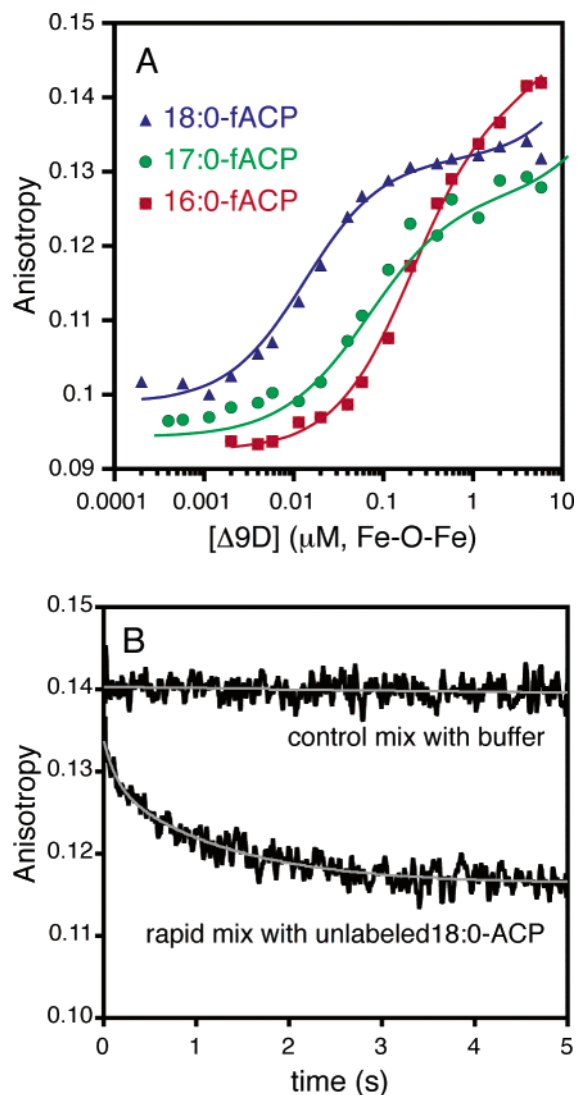 0.15
A
0.14
▲ 18:0-fACP
● 17:0-fACP
■ 16:0-fACP
0.13
0.12
0.11
0.1
0.09
Anisotropy
0.0001 0.001 0.01 0.1 1 10
[Δ9D] (μM, Fe-O-Fe)
0.15
B
0.14
control mix with buffer
0.13
0.12
rapid mix with unlabeled18:0-ACP
0.11
0.10
Anisotropy
0 1 2 3 4 5
time (s)